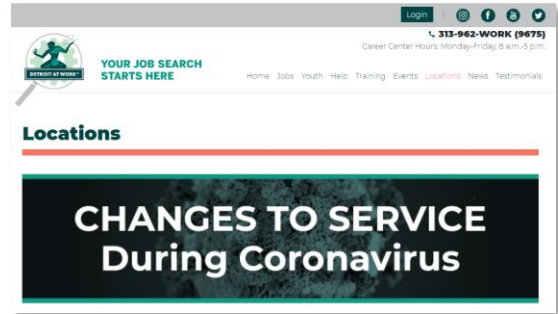 Login
313-962-WORK (9675)
Career Center Hours: Monday-Friday, 8 a.m.-5 p.m.
DETROIT AT WORK
YOUR JOB SEARCH
STARTS HERE
Home Jobs Youth Help Training Events Locations News Testimonials
Locations
CHANGES TO SERVICE
During Coronavirus